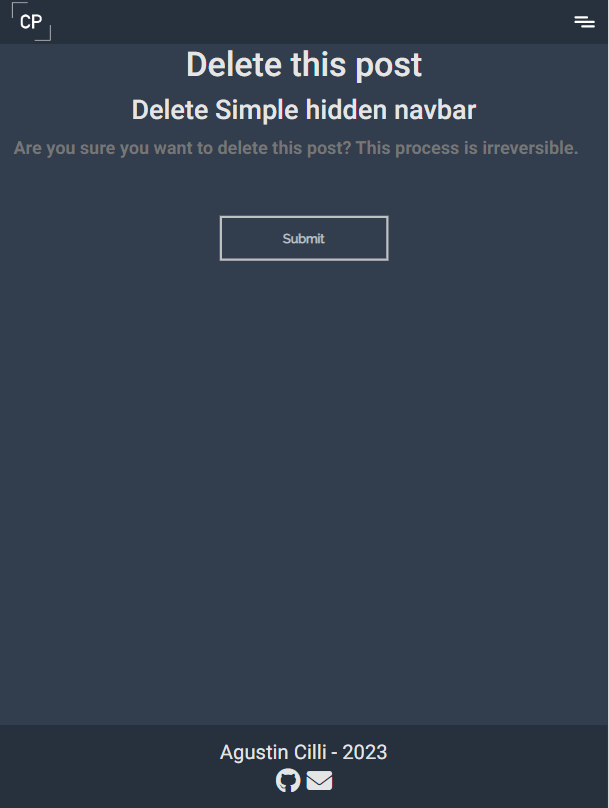 CP
Delete this post
Delete Simple hidden navbar
Are you sure you want to delete this post? This process is irreversible.
Submit
Agustin Cilli - 2023